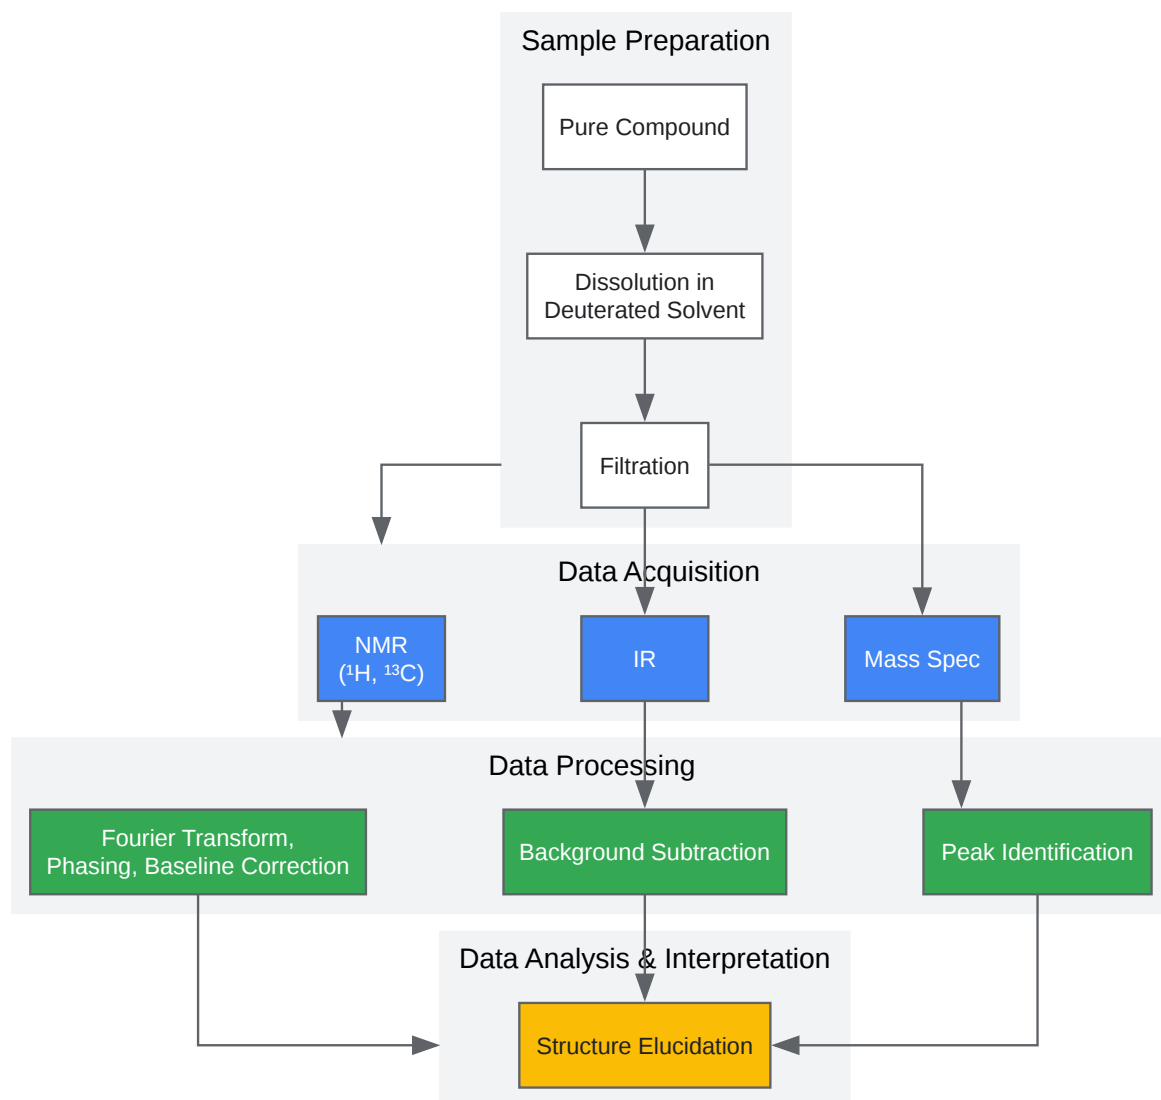 Sample Preparation
Pure Compound
Dissolution in
Deuterated Solvent
Filtration
Data Acquisition
NMR
(¹H, ¹³C)
IR
Mass Spec
Data Processing
Fourier Transform,
Phasing, Baseline Correction
Background Subtraction
Peak Identification
Data Analysis & Interpretation
Structure Elucidation